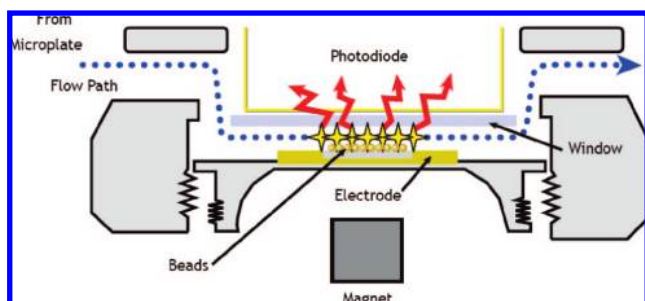 From
Microplate
Photodiode
Flow Path
Window
Electrode
Beads
Magnet